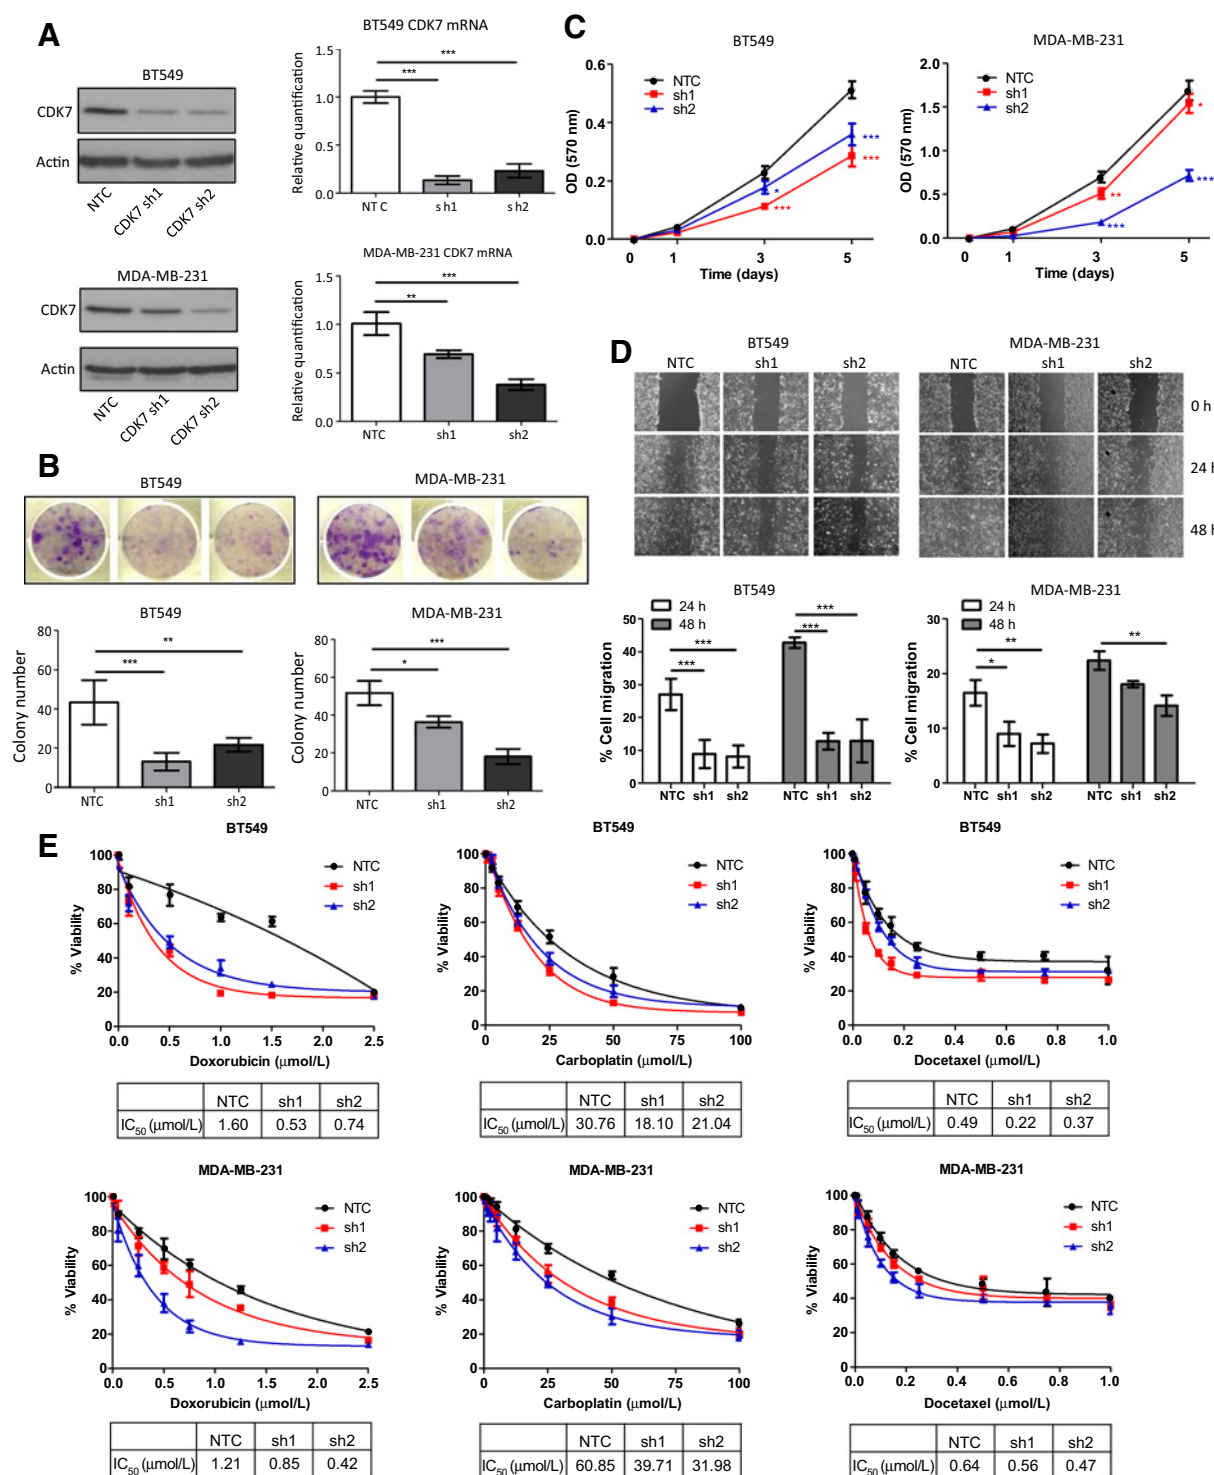 A
BT549
CDK7
Actin
NTC
CDK7 sh1
CDK7 sh2
MDA-MB-231
CDK7
Actin
NTC
CDK7 sh1
CDK7 sh2
BT549 CDK7 mRNA
Relative quantification
1.5
1.0
0.5
0.0
***
***
NTC sh1 sh2
MDA-MB-231 CDK7 mRNA
Relative quantification
1.5
1.0
0.5
0.0
***
**
NTC sh1 sh2
B
BT549
MDA-MB-231
BT549
Colony number
80
60
40
20
0
**
***
NTC sh1 sh2
MDA-MB-231
Colony number
80
60
40
20
0
***
*
NTC sh1 sh2
C
BT549
OD (570 nm)
0.6
0.4
0.2
0.0
NTC
sh1
sh2
***
***
*
***
0 1 3 5
Time (days)
MDA-MB-231
OD (570 nm)
2.0
1.5
1.0
0.5
0.0
NTC
sh1
sh2
*
**
***
***
0 1 3 5
Time (days)
D
BT549
NTC sh1 sh2
MDA-MB-231
NTC sh1 sh2
0 h
24 h
48 h
BT549
% Cell migration
50
40
30
20
10
0
24 h
48 h
***
***
***
***
NTC sh1 sh2 NTC sh1 sh2
MDA-MB-231
% Cell migration
30
20
10
0
24 h
48 h
**
*
**
NTC sh1 sh2 NTC sh1 sh2
E
BT549
% Viability
100
80
60
40
20
0
NTC
sh1
sh2
0.0 0.5 1.0 1.5 2.0 2.5
Doxorubicin (μmol/L)
NTC sh1 sh2
IC50 (μmol/L) 1.60 0.53 0.74
BT549
% Viability
100
80
60
40
20
0
NTC
sh1
sh2
0 25 50 75 100
Carboplatin (μmol/L)
NTC sh1 sh2
IC50 (μmol/L) 30.76 18.10 21.04
BT549
% Viability
100
80
60
40
20
0
NTC
sh1
sh2
0.0 0.2 0.4 0.6 0.8 1.0
Docetaxel (μmol/L)
NTC sh1 sh2
IC50 (μmol/L) 0.49 0.22 0.37
MDA-MB-231
% Viability
100
80
60
40
20
0
NTC
sh1
sh2
0.0 0.5 1.0 1.5 2.0 2.5
Doxorubicin (μmol/L)
NTC sh1 sh2
IC50 (μmol/L) 1.21 0.85 0.42
MDA-MB-231
% Viability
100
80
60
40
20
0
NTC
sh1
sh2
0 25 50 75 100
Carboplatin (μmol/L)
NTC sh1 sh2
IC50 (μmol/L) 60.85 39.71 31.98
MDA-MB-231
% Viability
100
80
60
40
20
0
NTC
sh1
sh2
0.0 0.2 0.4 0.6 0.8 1.0
Docetaxel (μmol/L)
NTC sh1 sh2
IC50 (μmol/L) 0.64 0.56 0.47